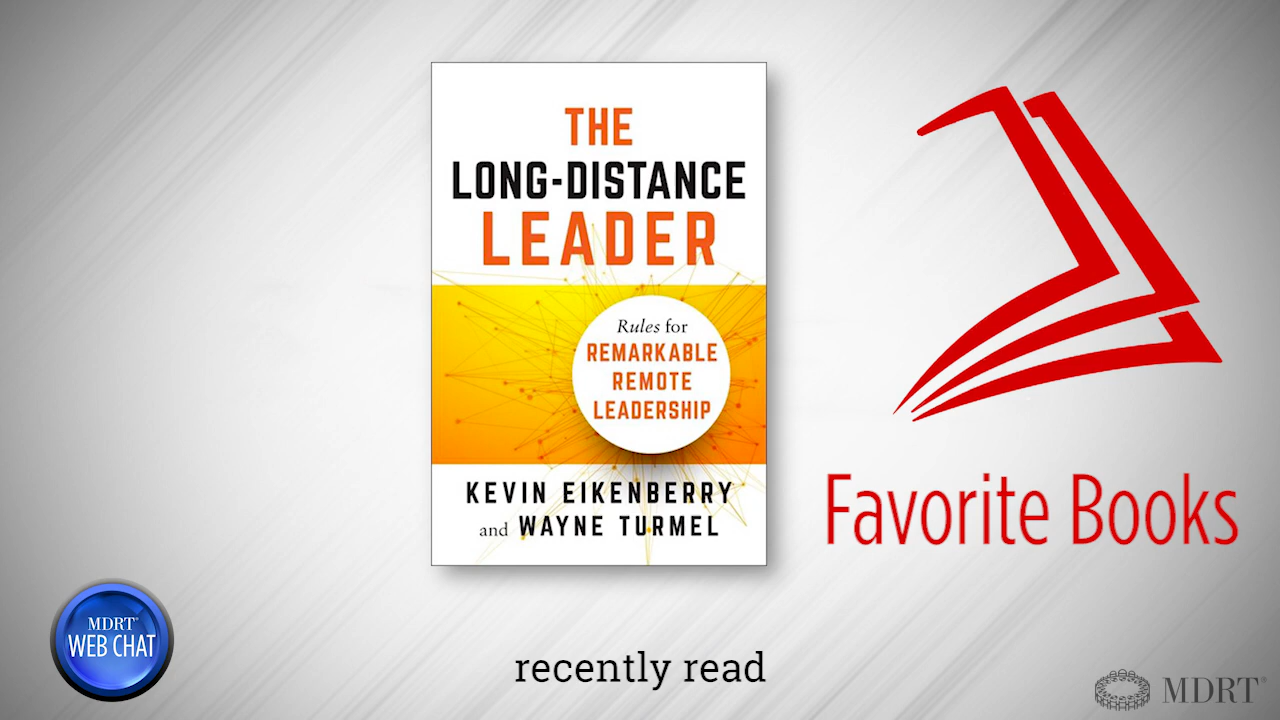 THE
LONG-DISTANCE
LEADER
Rules for
REMARKABLE
REMOTE
LEADERSHIP
KEVIN EIKENBERRY
and WAYNE TURMEL
Favorite Books
MDRT®
WEB CHAT
recently read
MDRT®